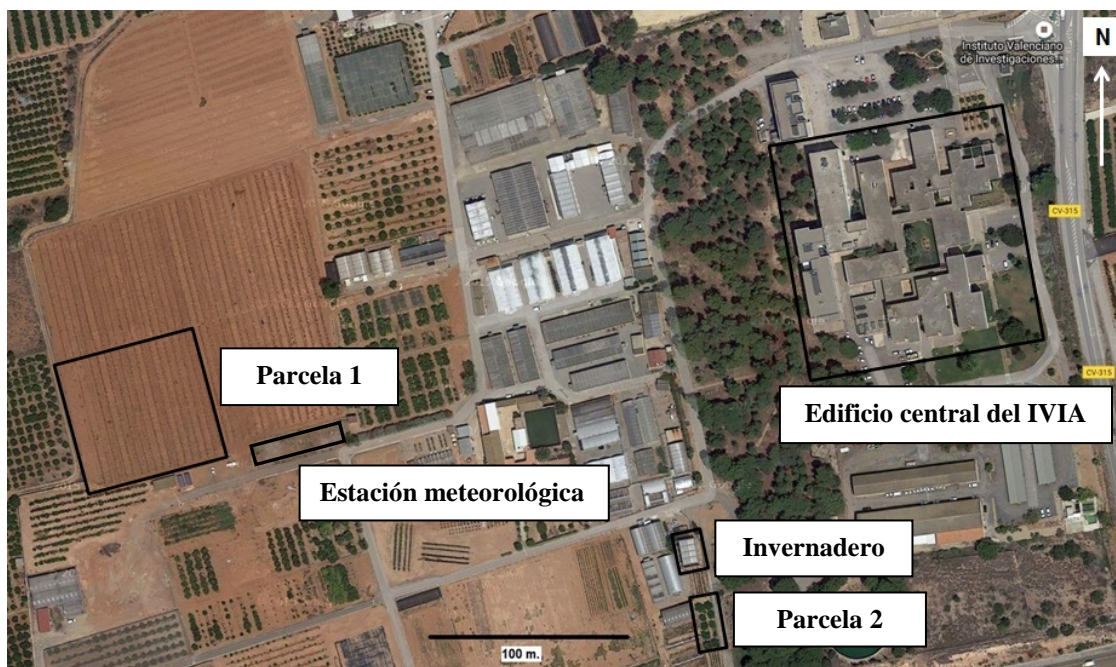 Instituto Valenciano
de Investigaciones...
N
CV-315
Parcela 1
CV-315
Edificio central del IVIA
Estación meteorológica
Invernadero
Parcela 2
100 m.